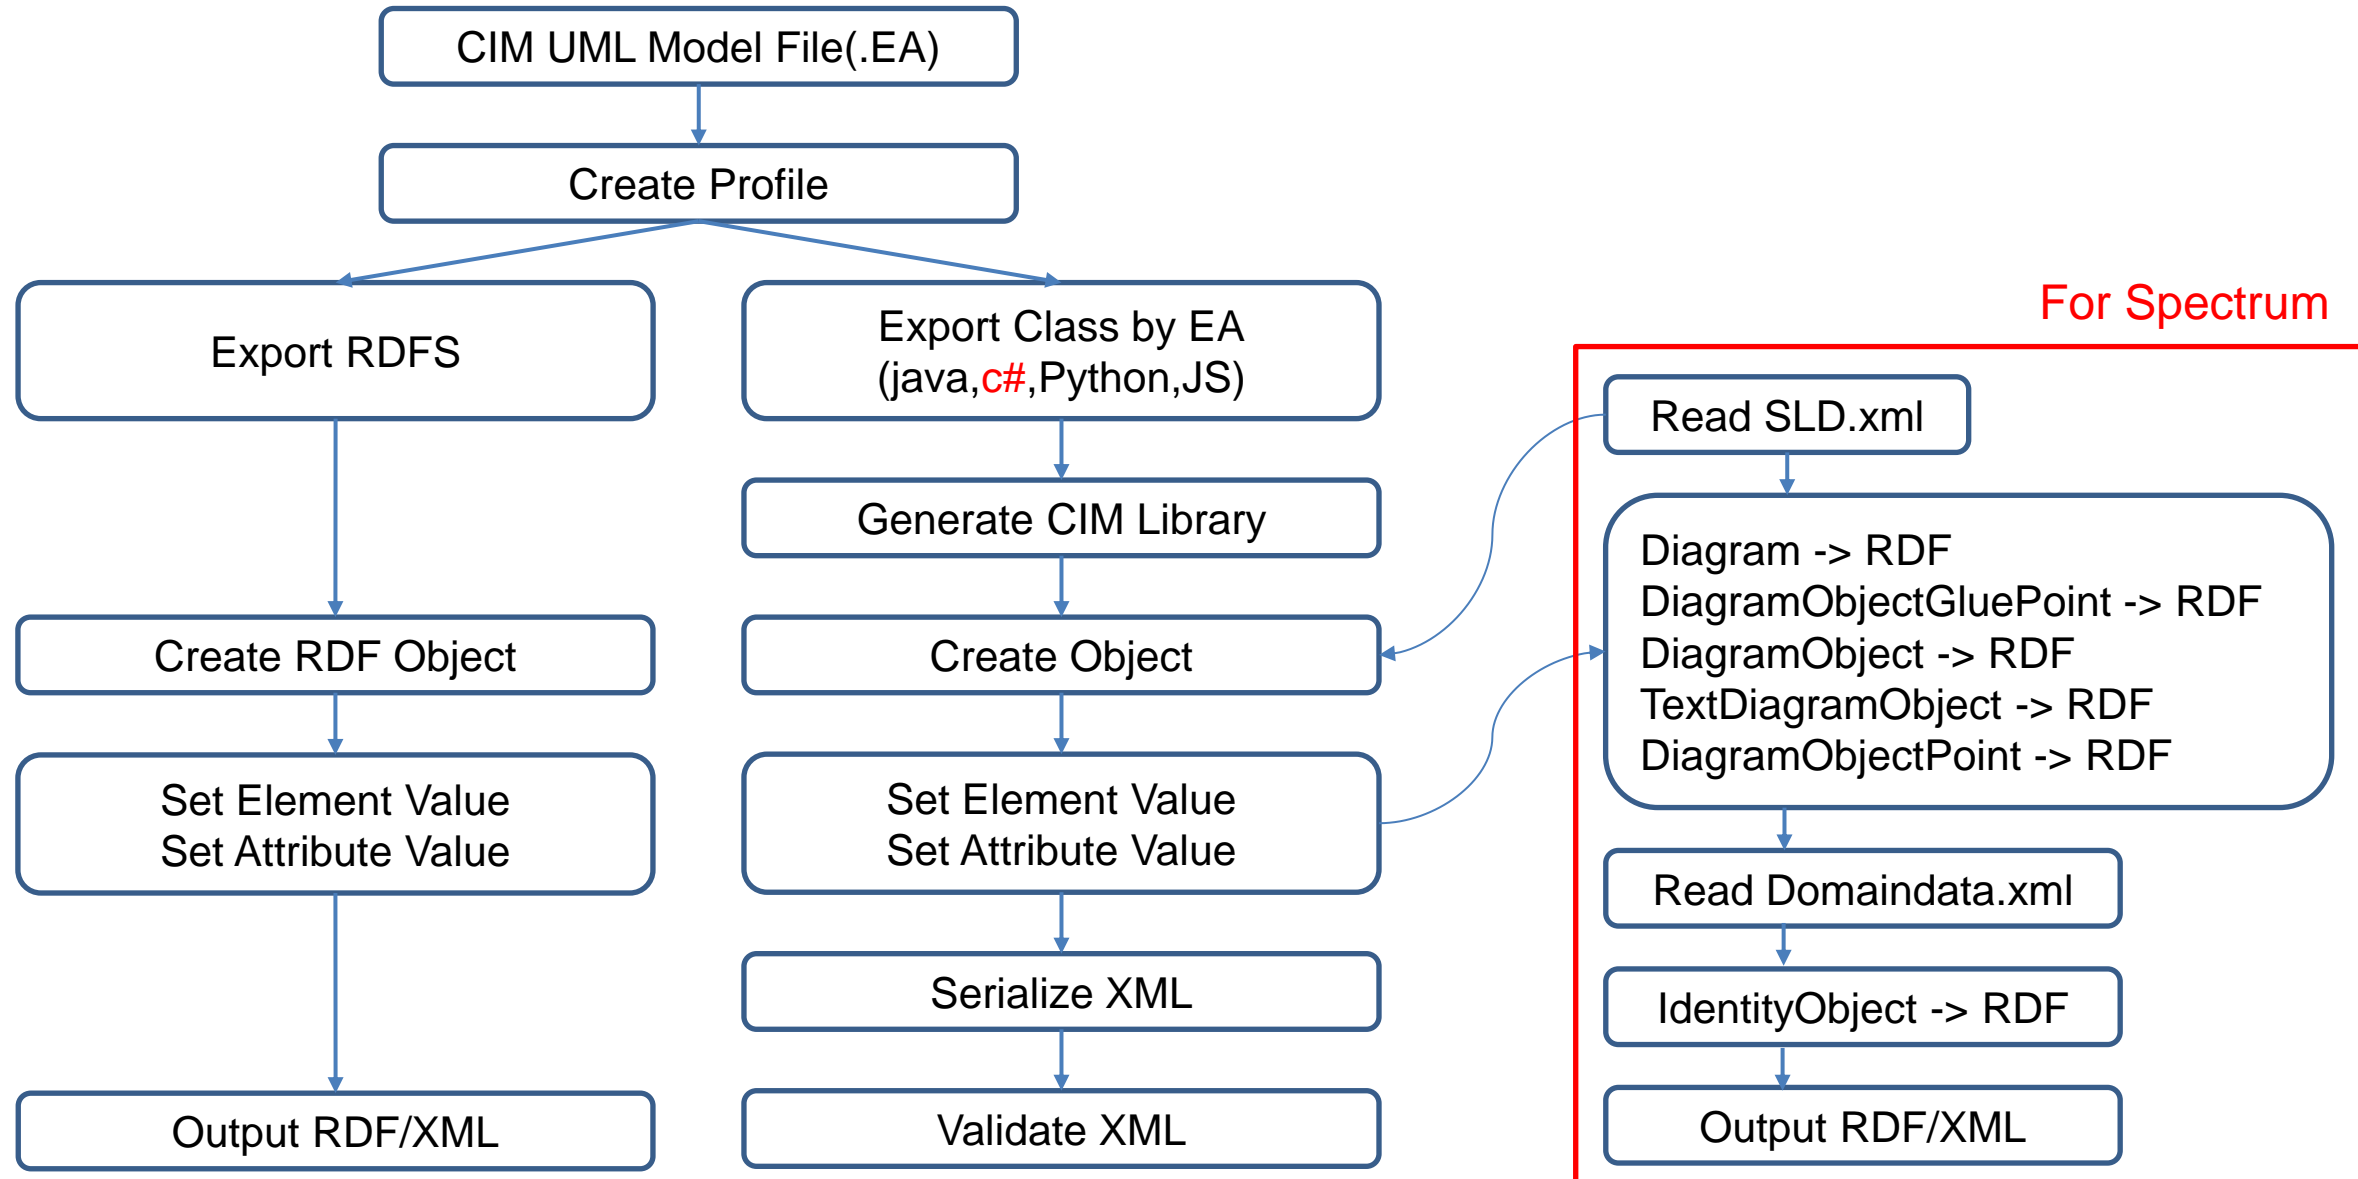 CIM UML Model File(.EA)
Create Profile
Export RDFS
Create RDF Object
Set Element Value
Set Attribute Value
Output RDF/XML
Export Class by EA
(java,c#,Python,JS)
Generate CIM Library
Create Object
Set Element Value
Set Attribute Value
Serialize XML
Validate XML
For Spectrum
Read SLD.xml
Diagram -> RDF
DiagramObjectGluePoint -> RDF
DiagramObject -> RDF
TextDiagramObject -> RDF
DiagramObjectPoint -> RDF
Read Domaindata.xml
IdentityObject -> RDF
Output RDF/XML